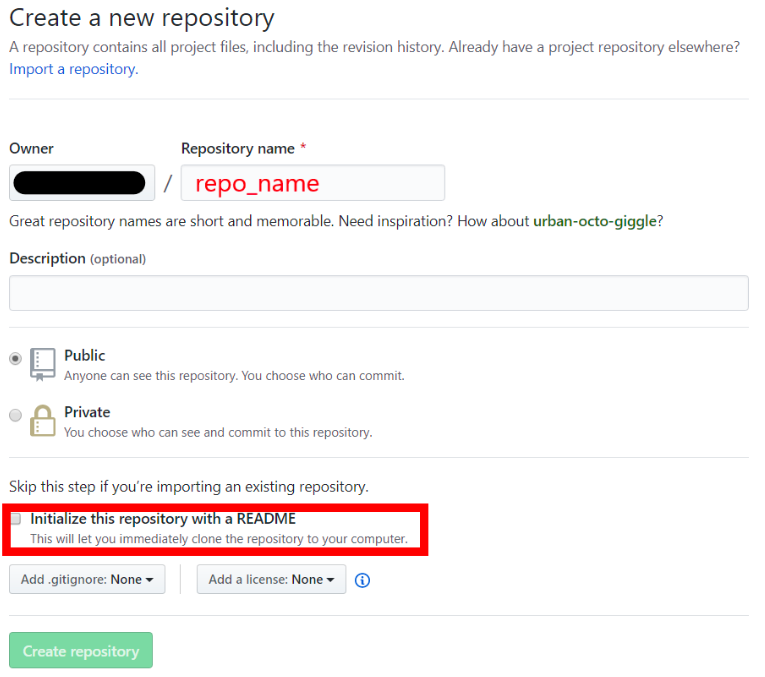 Create a new repository
A repository contains all project files, including the revision history. Already have a project repository elsewhere?
Import a repository.
Owner
Repository name *
/ repo_name
Great repository names are short and memorable. Need inspiration? How about urban-octo-giggle?
Description (optional)
Public
Anyone can see this repository. You choose who can commit.
Private
You choose who can see and commit to this repository.
Skip this step if you’re importing an existing repository.
Initialize this repository with a README
This will let you immediately clone the repository to your computer.
Add .gitignore: None
Add a license: None
Create repository